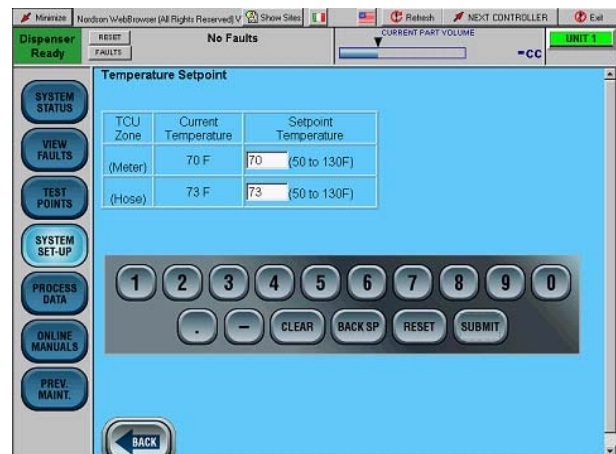 Minimize Nordson WebBrowser (All Rights Reserved) V Show Sites Refresh NEXT CONTROLLER Exit
Dispenser Ready RESET FAULTS No Faults CURRENT PART VOLUME =CC UNIT 1
Temperature Setpoint
SYSTEM STATUS
VIEW FAULTS
TEST POINTS
SYSTEM SET-UP
PROCESS DATA
ONLINE MANUALS
PREV. MAINT.
TCU Zone Current Temperature Setpoint Temperature
(Meter) 70 F 70 (50 to 130F)
(Hose) 73 F 73 (50 to 130F)
1 2 3 4 5 6 7 8 9 0
. - CLEAR BACK SP RESET SUBMIT
BACK